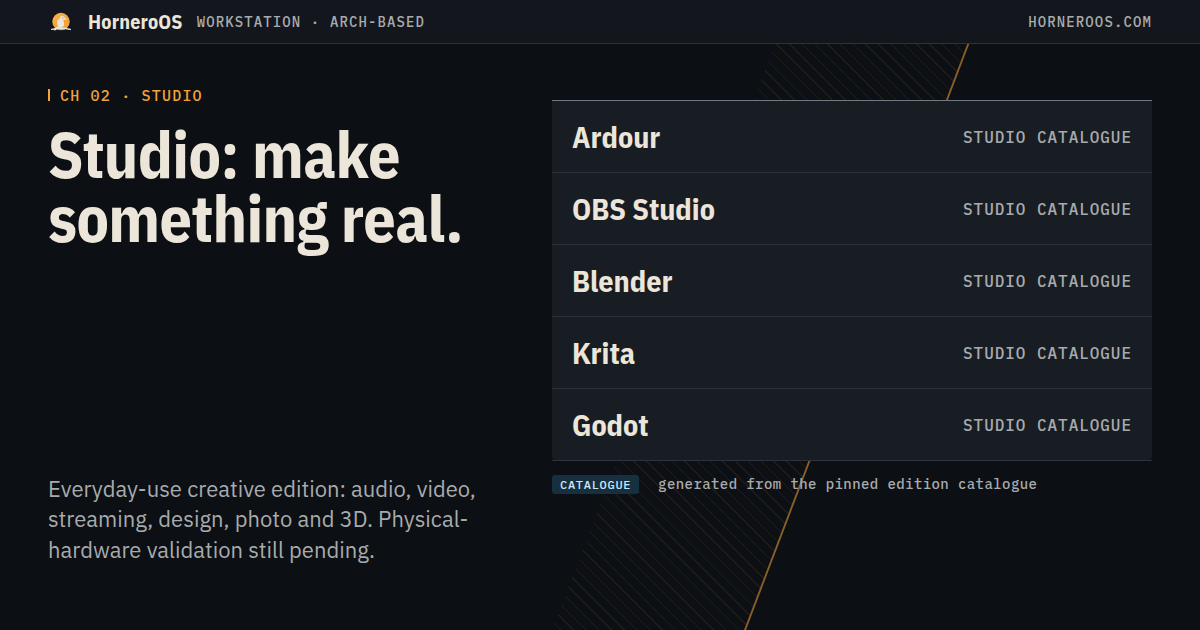 HorneroOS WORKSTATION · ARCH-BASED HORNEROOS.COM
CH 02 · STUDIO
Studio: make
something real.
Everyday-use creative edition: audio, video,
streaming, design, photo and 3D. Physical-
hardware validation still pending.
Ardour STUDIO CATALOGUE
OBS Studio STUDIO CATALOGUE
Blender STUDIO CATALOGUE
Krita STUDIO CATALOGUE
Godot STUDIO CATALOGUE
CATALOGUE generated from the pinned edition catalogue